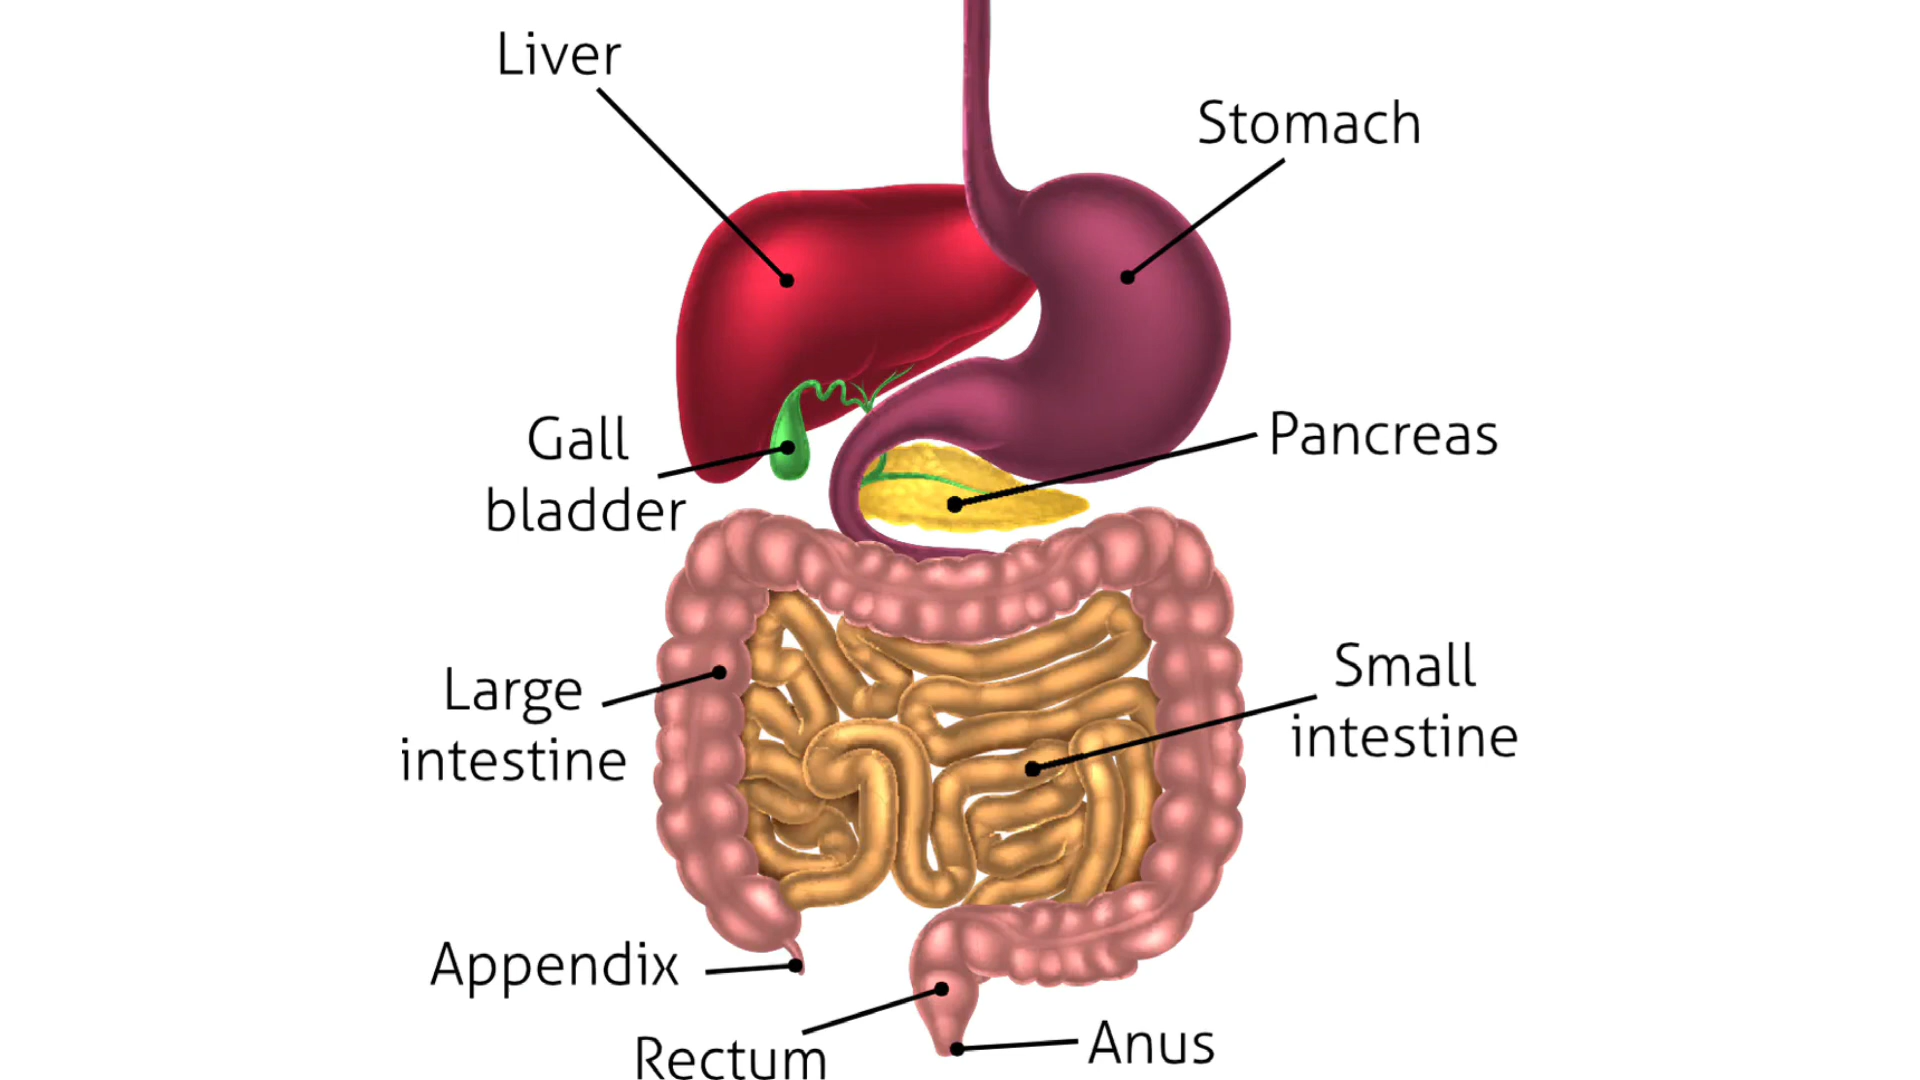 Liver
Stomach
Gall
bladder
Pancreas
Large
intestine
Small
intestine
Appendix
Rectum
Anus